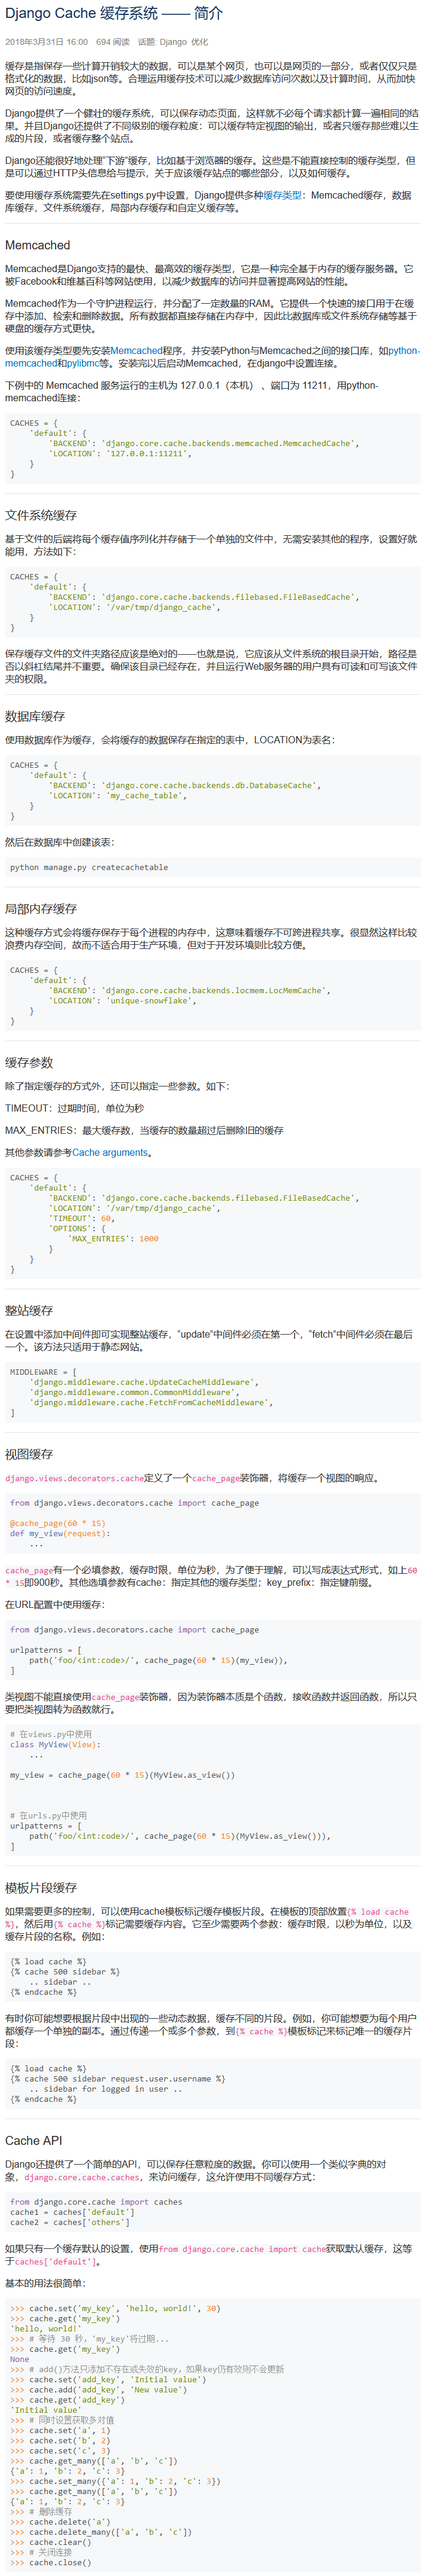 Django Cache 缓存系统 —— 简介
2018年3月31日 16:00 694 阅读 话题: Django 优化
缓存是指保存一些计算开销较大的数据，可以是某个网页，也可以是网页的一部分，或者仅仅只是
格式化的数据，比如json等。合理运用缓存技术可以减少数据库访问次数以及计算时间，从而加快
网页的访问速度。
Django提供了一个健壮的缓存系统，可以保存动态页面，这样就不必每个请求都计算一遍相同的结
果。并且Django还提供了不同级别的缓存粒度：可以缓存特定视图的输出，或者只缓存那些难以生
成的片段，或者缓存整个站点。
Django还能很好地处理"下游"缓存，比如基于浏览器的缓存。这些是不能直接控制的缓存类型，但
是可以通过HTTP头信息给与提示，关于应该缓存站点的哪些部分，以及如何缓存。
要使用缓存系统需要先在settings.py中设置，Django提供多种缓存类型：Memcached缓存，数据
库缓存，文件系统缓存，局部内存缓存和自定义缓存等。
Memcached
Memcached是Django支持的最快、最高效的缓存类型，它是一种完全基于内存的缓存服务器。它
被Facebook和维基百科等网站使用，以减少数据库的访问并且显著提高网站的性能。
Memcached作为一个守护进程运行，并分配了一定数量的RAM。它提供一个快速的接口用于在缓
存中添加、检索和删除数据。所有数据都直接存储在内存中，因此比数据库或文件系统存储等基于
硬盘的缓存方式更快。
使用该缓存类型要先安装Memcached程序，并安装Python与Memcached之间的接口库，如python-
memcached和pylibmc等。安装完以后启动Memcached，在django中设置连接。
下例中的 Memcached 服务运行的主机为 127.0.0.1（本机） 、端口为 11211，用python-
memcached连接：
CACHES = {
    'default': {
        'BACKEND': 'django.core.cache.backends.memcached.MemcachedCache',
        'LOCATION': '127.0.0.1:11211',
    }
}
文件系统缓存
基于文件的后端将每个缓存值序列化并存储于一个单独的文件中，无需安装其他的程序，设置好就
能用，方法如下：
CACHES = {
    'default': {
        'BACKEND': 'django.core.cache.backends.filebased.FileBasedCache',
        'LOCATION': '/var/tmp/django_cache',
    }
}
保存缓存文件的文件夹路径应该是绝对的——也就是说，它应该从文件系统的根目录开始，路径是
否以斜杠结尾并不重要。确保该目录已经存在，并且运行Web服务器的用户具有可读和可写该文件
夹的权限。
数据库缓存
使用数据库作为缓存，会将缓存的数据保存在指定的表中，LOCATION为表名：
CACHES = {
    'default': {
        'BACKEND': 'django.core.cache.backends.db.DatabaseCache',
        'LOCATION': 'my_cache_table',
    }
}
然后在数据库中创建该表：
python manage.py createcachetable
局部内存缓存
这种缓存方式会将缓存保存于每个进程的内存中，这意味着缓存不可跨进程共享。很显然这样比较
浪费内存空间，故而不适合用于生产环境，但对于开发环境则比较方便。
CACHES = {
    'default': {
        'BACKEND': 'django.core.cache.backends.locmem.LocMemCache',
        'LOCATION': 'unique-snowflake',
    }
}
缓存参数
除了指定缓存的方式外，还可以指定一些参数。如下：
TIMEOUT：过期时间，单位为秒
MAX_ENTRIES：最大缓存数，当缓存的数量超过后删除旧的缓存
其他参数请参考Cache arguments。
CACHES = {
    'default': {
        'BACKEND': 'django.core.cache.backends.filebased.FileBasedCache',
        'LOCATION': '/var/tmp/django_cache',
        'TIMEOUT': 60,
        'OPTIONS': {
            'MAX_ENTRIES': 1000
        }
    }
}
整站缓存
在设置中添加中间件即可实现整站缓存，"update"中间件必须在第一个，"fetch"中间件必须在最后
一个。该方法只适用于静态网站。
MIDDLEWARE = [
    'django.middleware.cache.UpdateCacheMiddleware',
    'django.middleware.common.CommonMiddleware',
    'django.middleware.cache.FetchFromCacheMiddleware',
]
视图缓存
django.views.decorators.cache定义了一个cache_page装饰器，将缓存一个视图的响应。
from django.views.decorators.cache import cache_page
@cache_page(60 * 15)
def my_view(request):
    ...
cache_page有一个必填参数，缓存时限，单位为秒，为了便于理解，可以写成表达式形式，如上60
* 15即900秒。其他选填参数有cache：指定其他的缓存类型；key_prefix：指定键前缀。
在URL配置中使用缓存：
from django.views.decorators.cache import cache_page
urlpatterns = [
    path('foo/<int:code>/', cache_page(60 * 15)(my_view)),
]
类视图不能直接使用cache_page装饰器，因为装饰器本质是个函数，接收函数并返回函数，所以只
要把类视图转为函数就行。
# 在views.py中使用
class MyView(View):
    ...
my_view = cache_page(60 * 15)(MyView.as_view())
# 在urls.py中使用
urlpatterns = [
    path('foo/<int:code>/', cache_page(60 * 15)(MyView.as_view())),
]
模板片段缓存
如果需要更多的控制，可以使用cache模板标记缓存模板片段。在模板的顶部放置{% load cache
%}，然后用{% cache %}标记需要缓存内容。它至少需要两个参数：缓存时限，以秒为单位，以及
缓存片段的名称。例如：
{% load cache %}
{% cache 500 sidebar %}
    .. sidebar ..
{% endcache %}
有时你可能想要根据片段中出现的一些动态数据，缓存不同的片段。例如，你可能想要为每个用户
都缓存一个单独的副本。通过传递一个或多个参数，到{% cache %}模板标记来标记唯一的缓存片
段：
{% load cache %}
{% cache 500 sidebar request.user.username %}
    .. sidebar for logged in user ..
{% endcache %}
Cache API
Django还提供了一个简单的API，可以保存任意粒度的数据。你可以使用一个类似字典的对
象，django.core.cache.caches，来访问缓存，这允许使用不同缓存方式：
from django.core.cache import caches
cache1 = caches['default']
cache2 = caches['others']
如果只有一个缓存默认的设置，使用from django.core.cache import cache获取默认缓存，这等
于caches['default']。
基本的用法很简单：
>>> cache.set('my_key', 'hello, world!', 30)
>>> cache.get('my_key')
'hello, world!'
>>> # 等待 30 秒，'my_key'将过期...
>>> cache.get('my_key')
None
>>> # add()方法只添加不存在或失效的key，如果key仍有效则不会更新
>>> cache.set('add_key', 'Initial value')
>>> cache.add('add_key', 'New value')
>>> cache.get('add_key')
'Initial value'
>>> # 同时设置获取多对值
>>> cache.set('a', 1)
>>> cache.set('b', 2)
>>> cache.set('c', 3)
>>> cache.get_many(['a', 'b', 'c'])
{'a': 1, 'b': 2, 'c': 3}
>>> cache.set_many({'a': 1, 'b': 2, 'c': 3})
>>> cache.get_many(['a', 'b', 'c'])
{'a': 1, 'b': 2, 'c': 3}
>>> # 删除缓存
>>> cache.delete('a')
>>> cache.delete_many(['a', 'b', 'c'])
>>> cache.clear()
>>> # 关闭连接
>>> cache.close()